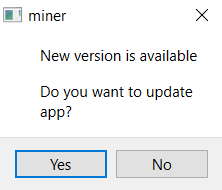 miner
New version is available
Do you want to update
app?
Yes
No